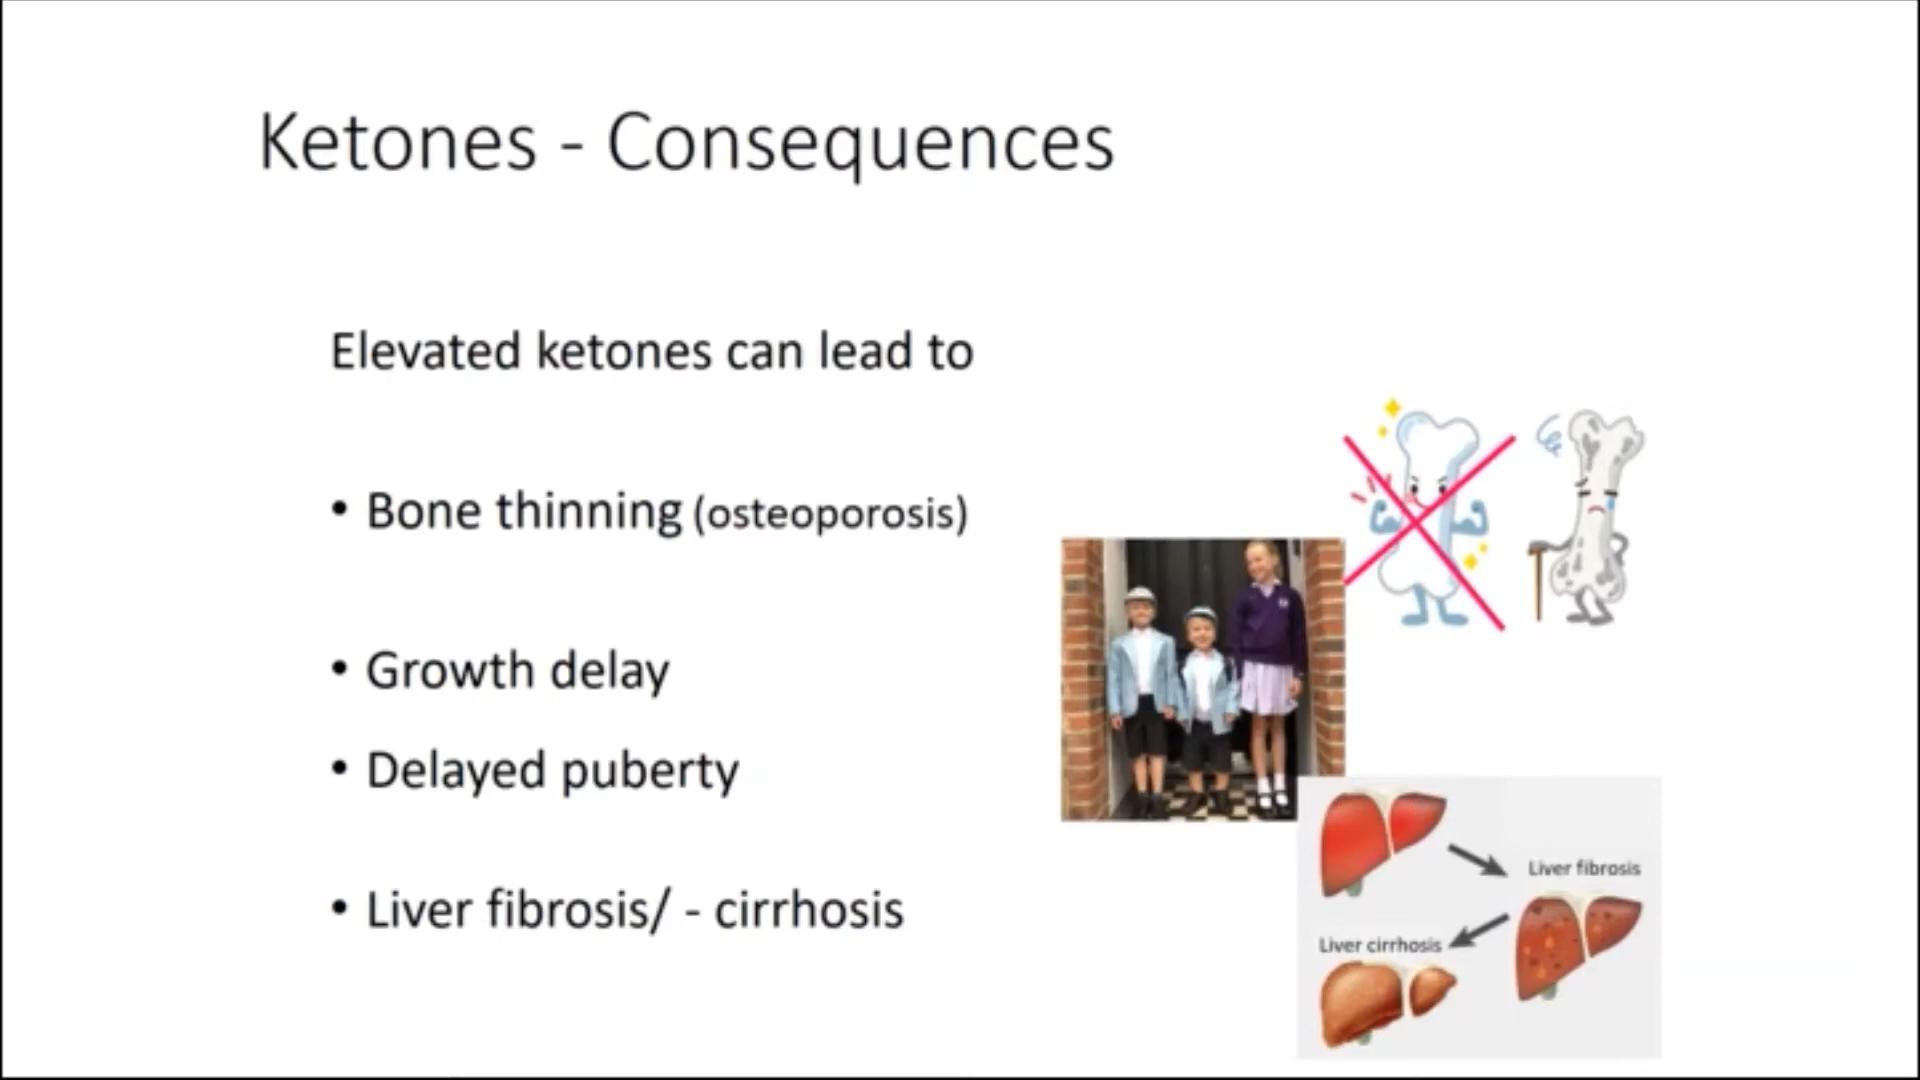 Ketones - Consequences
Elevated ketones can lead to
• Bone thinning (osteoporosis)
• Growth delay
• Delayed puberty
• Liver fibrosis/ - cirrhosis
Liver fibrosis
Liver cirrhosis